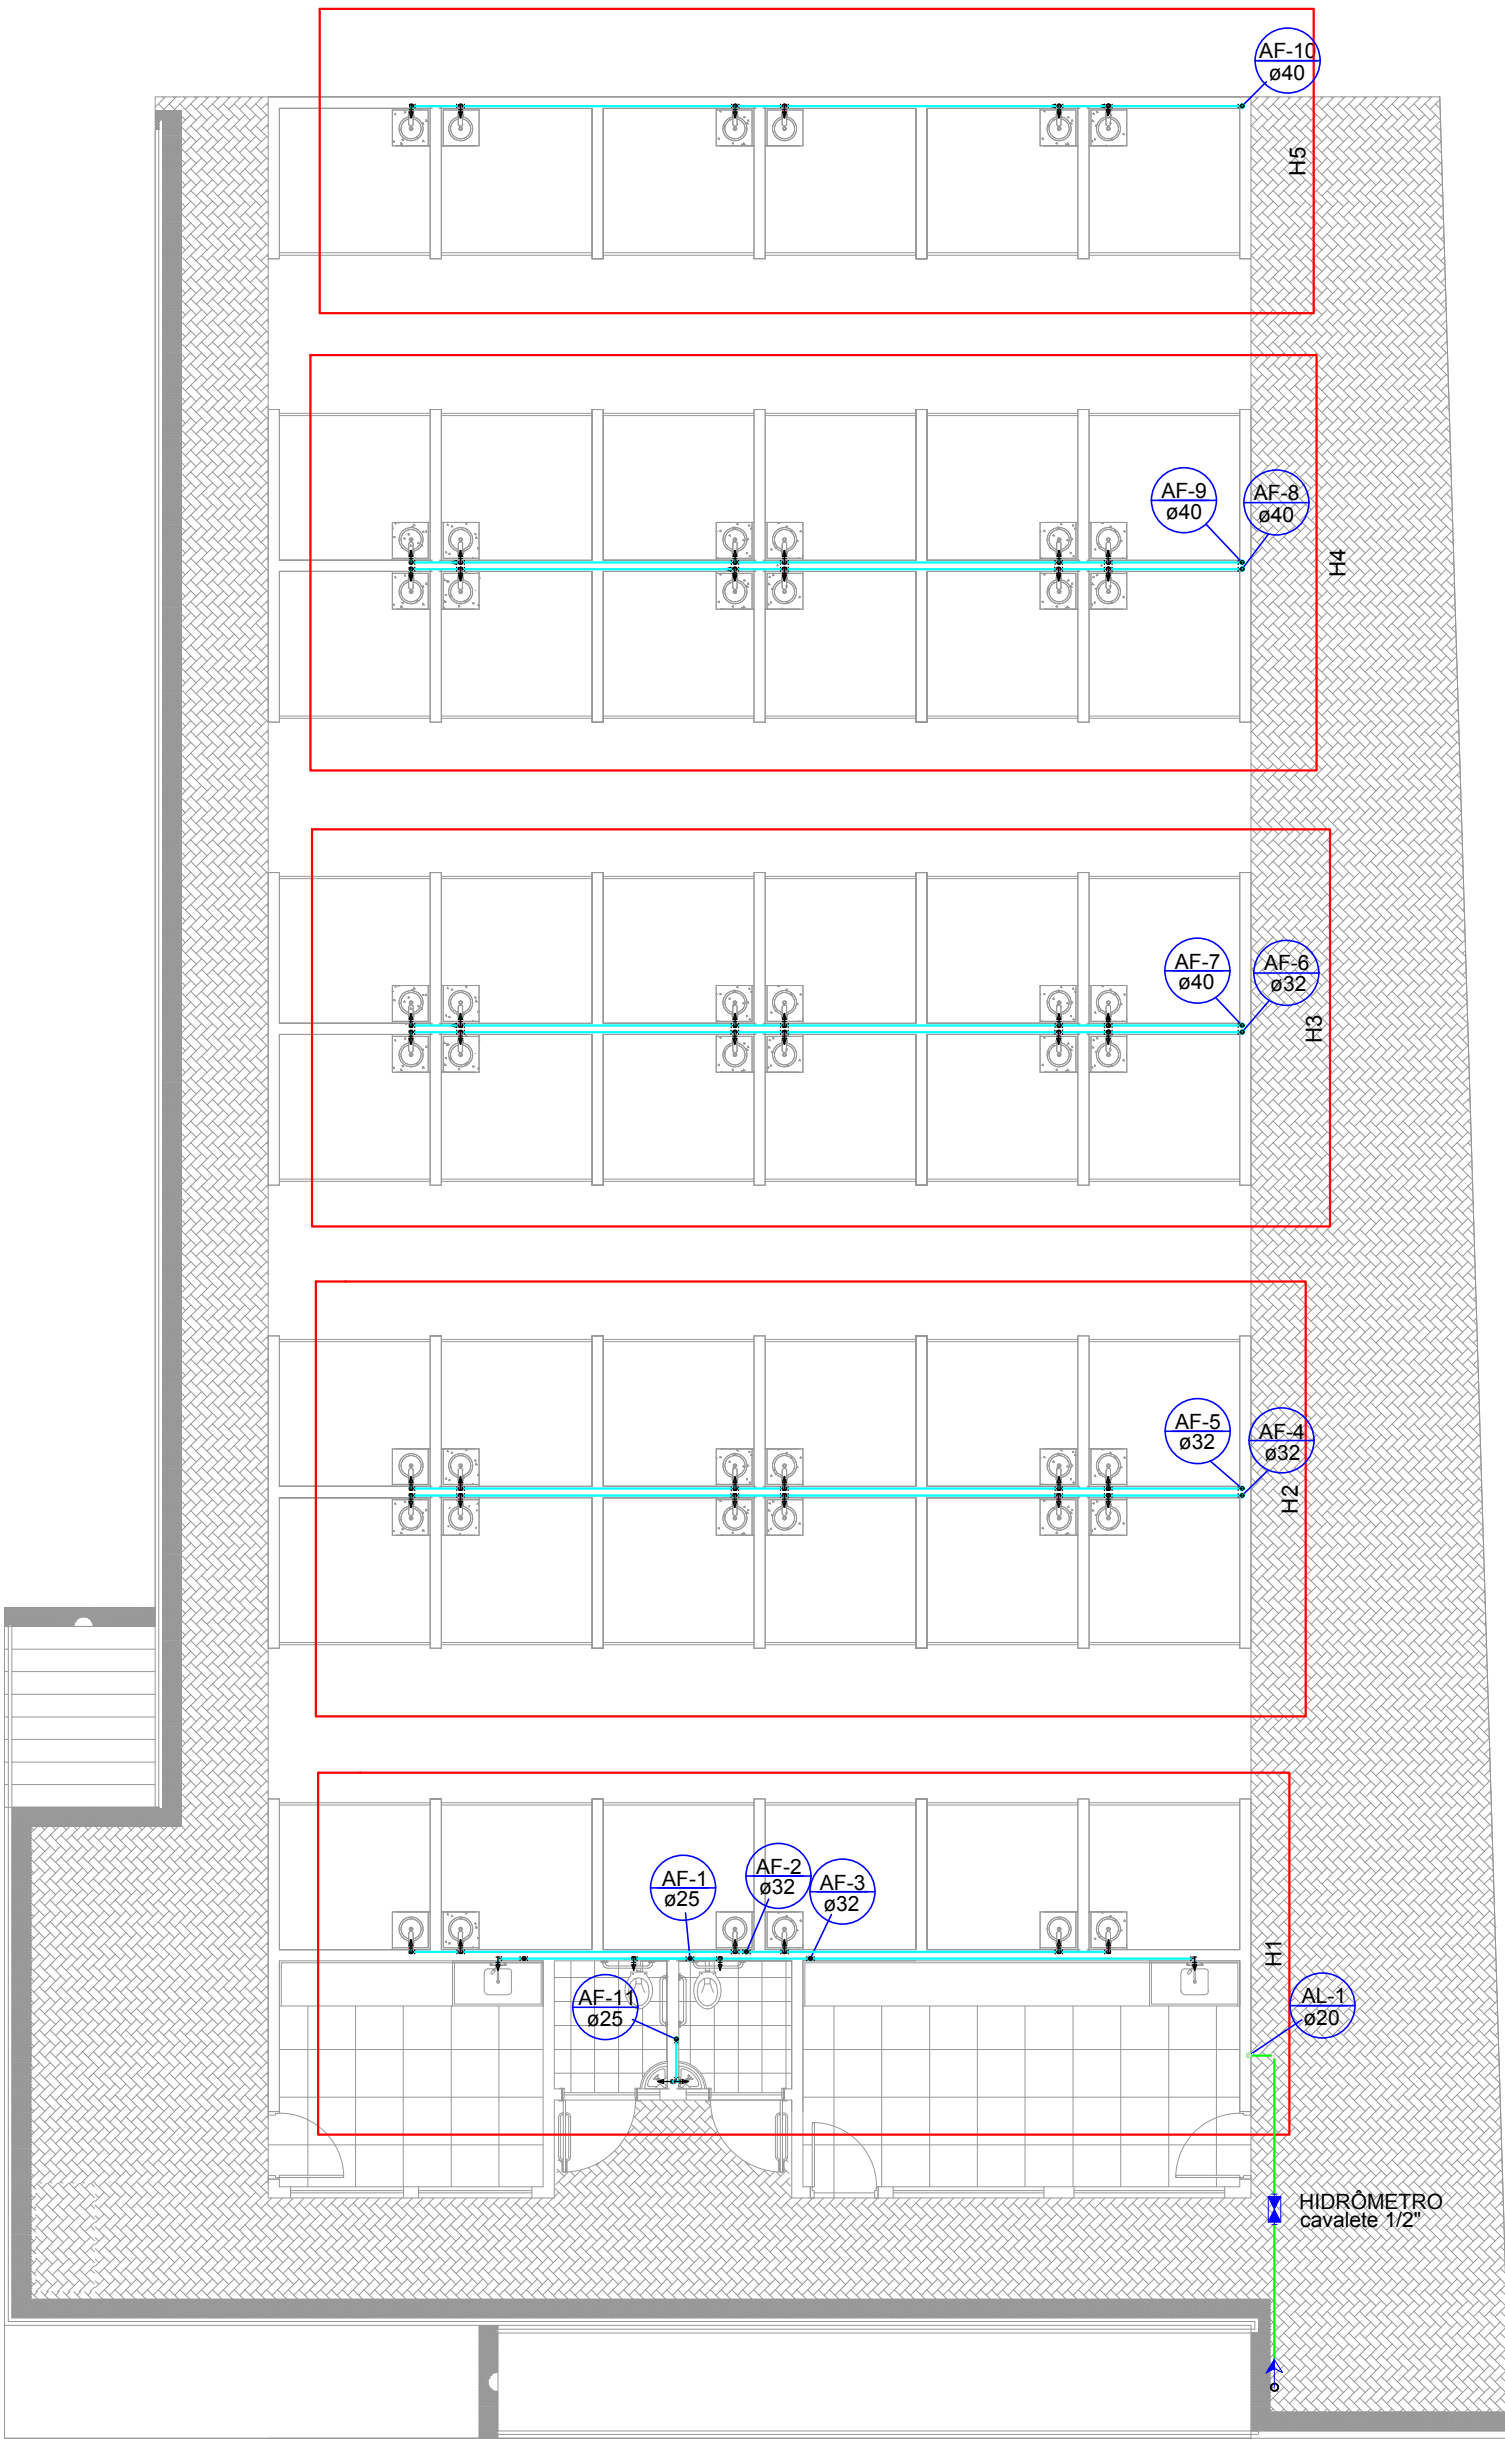 AF-10
ø40
H5
AF-9
ø40
AF-8
ø40
H4
AF-7
ø40
AF-6
ø32
H3
AF-5
ø32
AF-4
ø32
H2
AF-1
ø25
AF-2
ø32
AF-3
ø32
H1
AF-11
ø25
AL-1
ø20
HIDRÔMETRO
cavalete 1/2"